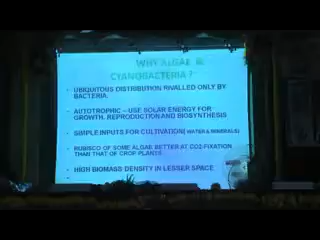 WHY ALGAE &
CYANOBACTERIA ?
• UBIQUITOUS DISTRIBUTION RIVALLED ONLY BY
BACTERIA.
• AUTOTROPHIC – USE SOLAR ENERGY FOR
GROWTH, REPRODUCTION AND BIOSYNTHESIS
• SIMPLE INPUTS FOR CULTIVATION( WATER & MINERALS)
• RUBISCO OF SOME ALGAE BETTER AT CO2 FIXATION
THAN THAT OF CROP PLANTS
• HIGH BIOMASS DENSITY IN LESSER SPACE
•